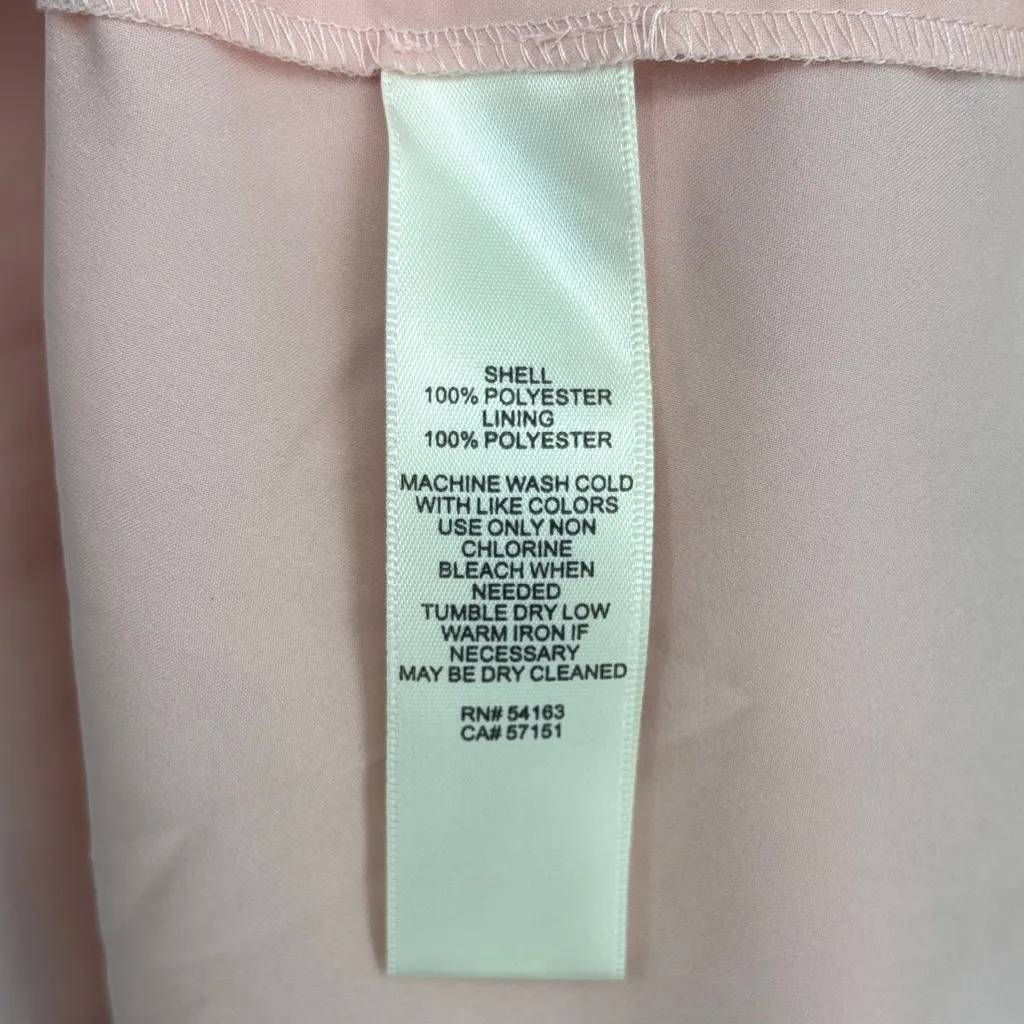 SHELL
100% POLYESTER
LINING
100% POLYESTER
MACHINE WASH COLD
WITH LIKE COLORS
USE ONLY NON
CHLORINE
BLEACH WHEN
NEEDED
TUMBLE DRY LOW
WARM IRON IF
NECESSARY
MAY BE DRY CLEANED
RN# 54163
CA# 57151